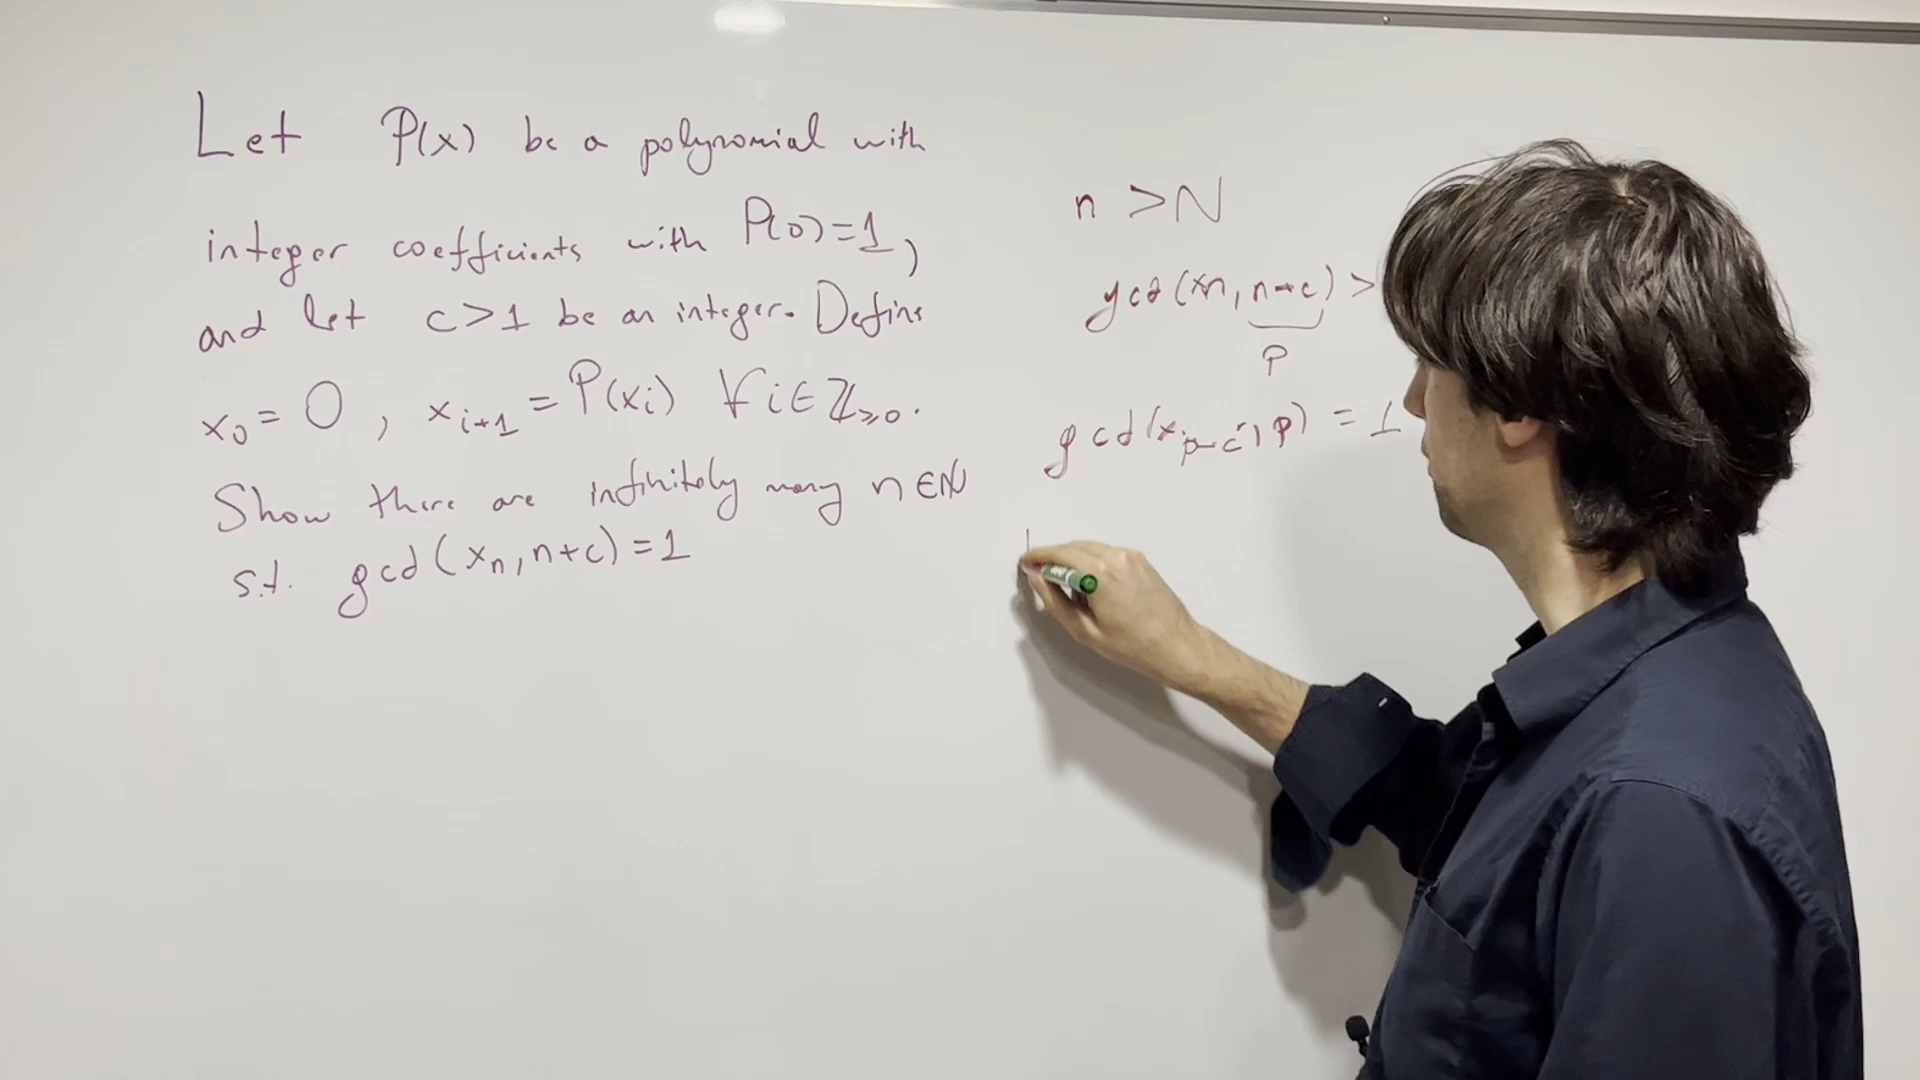 Let P(x) be a polynomial with
integer coefficients with P(0)=1,
and let c>1 be an integer. Define
x₀ = 0, xᵢ₊₁ = P(xᵢ) ∀i∈ℤ≥₀.
Show there are infinitely many n∈ℕ
s.t. gcd(xₙ,n+c)=1
n >N
gcd(xn, n+c) >
P
gcd(x_{p-c}, p) = 1